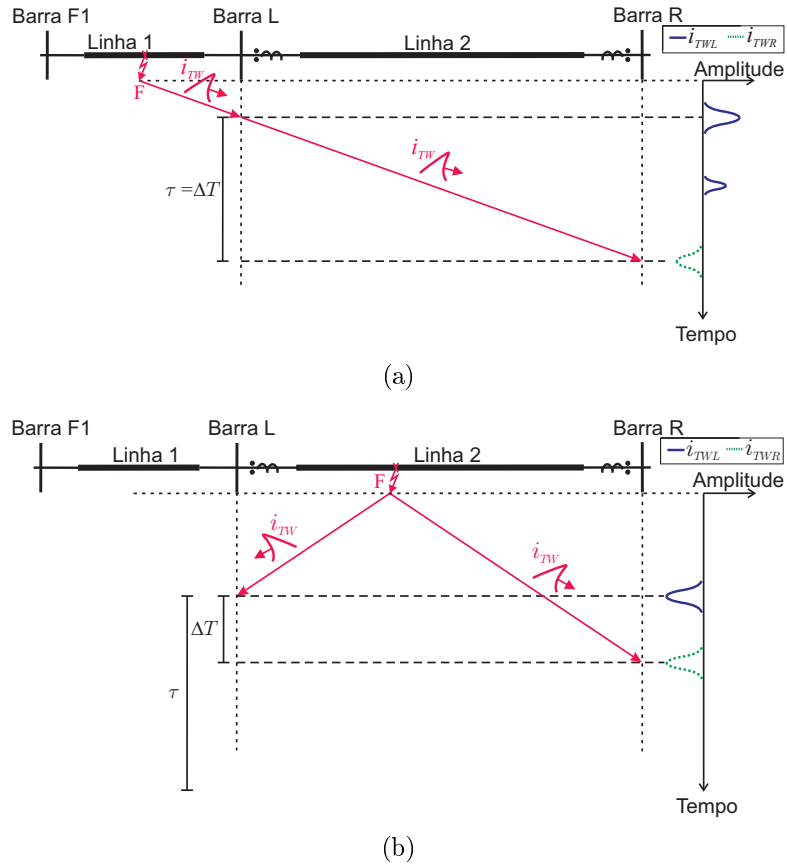 Barra F1 Barra L Barra R
Linha 1 Linha 2
i_TWL i_TWR
Amplitude
i_TW
F
i_TW
τ = ΔT
Tempo
(a)
Barra F1 Barra L Barra R
Linha 1 Linha 2
i_TWL i_TWR
Amplitude
F
i_TW i_TW
ΔT
τ
Tempo
(b)